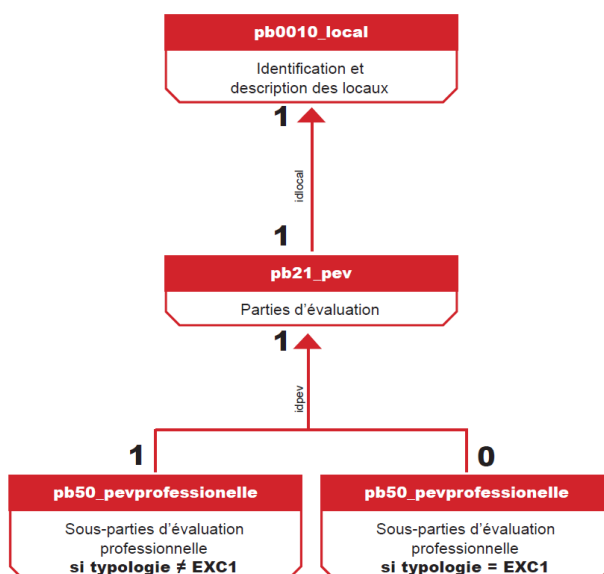 pb0010_local
Identification et
description des locaux
1
idlocal
1
pb21_pev
Parties d'évaluation
1
idpev
1
0
pb50_pevprofessionelle
Sous-parties d'évaluation
professionnelle
si typologie ≠ EXC1
pb50_pevprofessionelle
Sous-parties d'évaluation
professionnelle
si typologie = EXC1